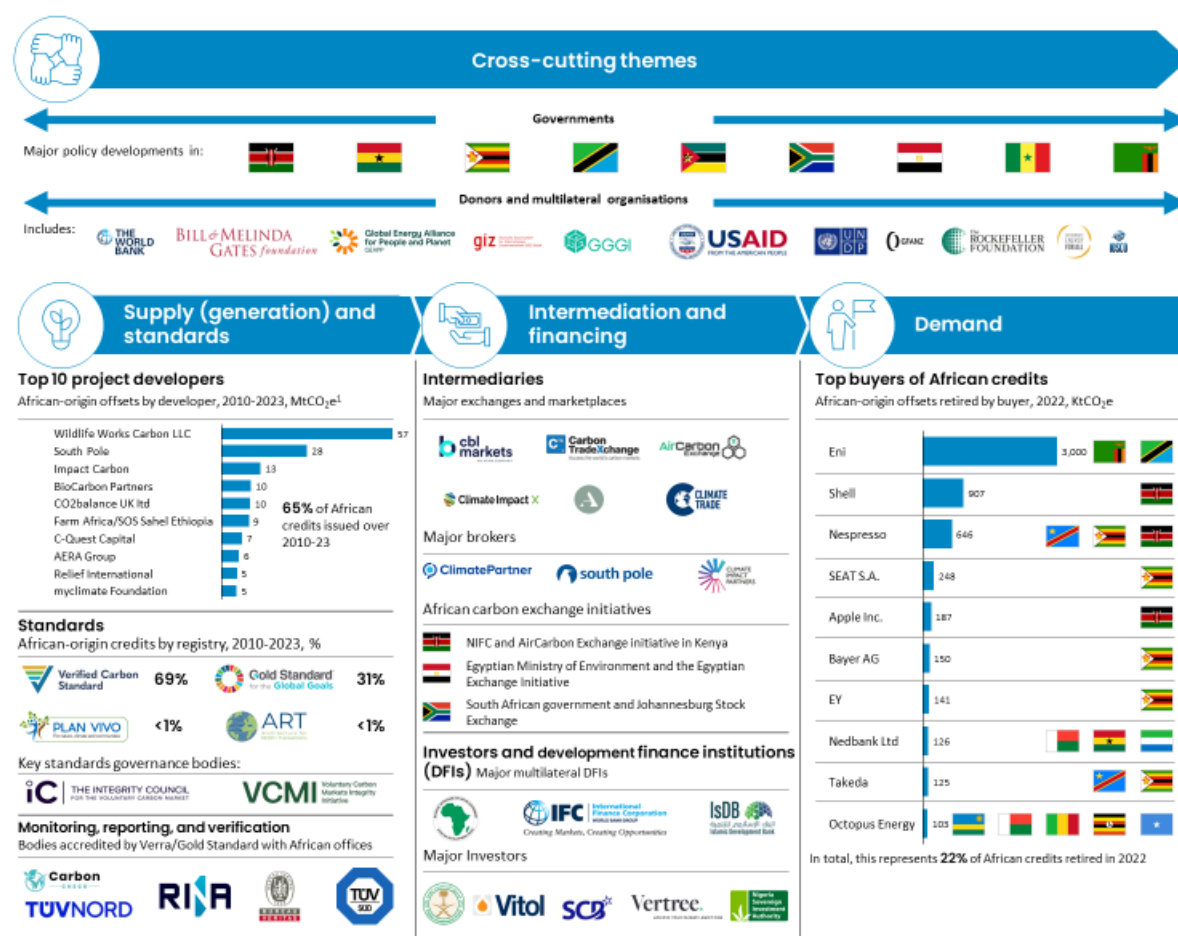 Cross-cutting themes
Governments
Major policy developments in:
Donors and multilateral organisations
Includes:
THE WORLD BANK
BILL & MELINDA GATES foundation
Global Energy Alliance for People and Planet
giz
GGGI
USAID
FROM THE AMERICAN PEOPLE
UNDP
GFANZ
The ROCKEFELLER FOUNDATION
Supply (generation) and
standards
Top 10 project developers
African-origin offsets by developer, 2010-2023, MtCO₂e¹
Wildlife Works Carbon LLC 57
South Pole 28
Impact Carbon 13
BioCarbon Partners 10
CO2balance UK ltd 10
Farm Africa/SOS Sahel Ethiopia 9
C-Quest Capital 7
AERA Group 6
Relief International 5
myclimate Foundation 5
65% of African
credits issued over
2010-23
Standards
African-origin credits by registry, 2010-2023, %
Verified Carbon Standard 69%
Gold Standard for the Global Goals 31%
PLAN VIVO <1%
ART <1%
Key standards governance bodies:
iC THE INTEGRITY COUNCIL
FOR THE VOLUNTARY CARBON MARKET
VCMI Voluntary Carbon Markets Integrity Initiative
Monitoring, reporting, and verification
Bodies accredited by Verra/Gold Standard with African offices
Carbon
TÜVNORD
RINA
BUREAU VERITAS
TÜV SÜD
Intermediation and
financing
Intermediaries
Major exchanges and marketplaces
cbl markets
Carbon TradeXchange
AirCarbon Exchange
Climate Impact X
A
CLIMATE TRADE
Major brokers
ClimatePartner
south pole
CLIMATE IMPACT PARTNERS
African carbon exchange initiatives
NIFC and AirCarbon Exchange initiative in Kenya
Egyptian Ministry of Environment and the Egyptian
Exchange Initiative
South African government and Johannesburg Stock
Exchange
Investors and development finance institutions
(DFIs) Major multilateral DFIs
IFC International Finance Corporation
WORLD BANK GROUP
Creating Markets, Creating Opportunities
IsDB
Islamic Development Bank
Major Investors
Vitol
SCB
Vertree.
Nigeria Sovereign Investment Authority
Demand
Top buyers of African credits
African-origin offsets retired by buyer, 2022, KtCO₂e
Eni 3,000
Shell 907
Nespresso 646
SEAT S.A. 248
Apple Inc. 187
Bayer AG 150
EY 141
Nedbank Ltd 126
Takeda 125
Octopus Energy 103
In total, this represents 22% of African credits retired in 2022